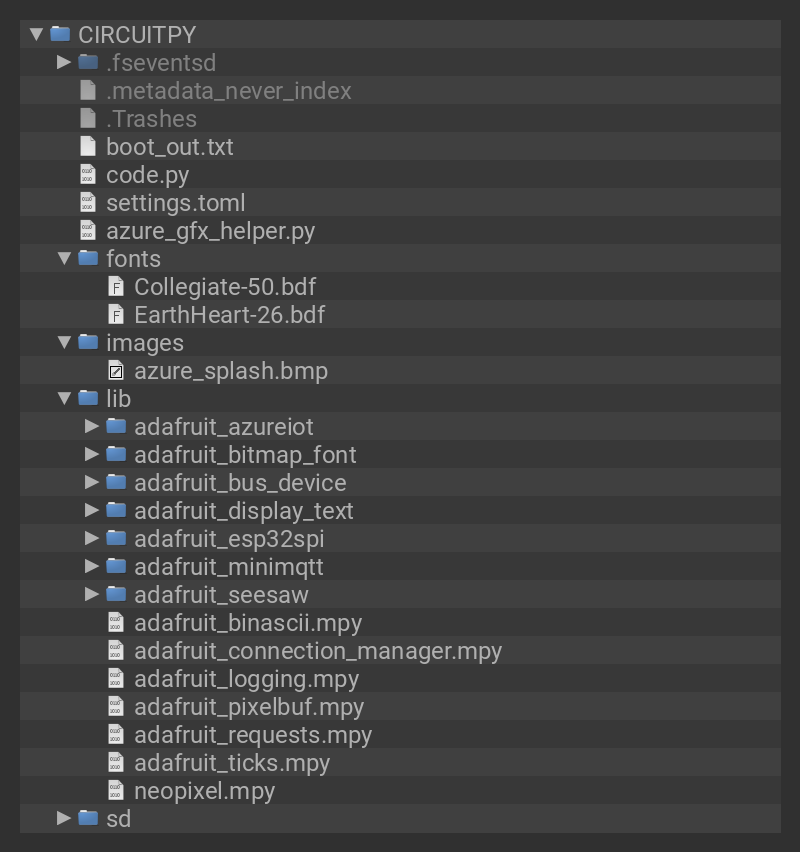 CIRCUITPY
.fseventsd
.metadata_never_index
.Trashes
boot_out.txt
code.py
settings.toml
azure_gfx_helper.py
fonts
Collegiate-50.bdf
EarthHeart-26.bdf
images
azure_splash.bmp
lib
adafruit_azureiot
adafruit_bitmap_font
adafruit_bus_device
adafruit_display_text
adafruit_esp32spi
adafruit_minimqtt
adafruit_seesaw
adafruit_binascii.mpy
adafruit_connection_manager.mpy
adafruit_logging.mpy
adafruit_pixelbuf.mpy
adafruit_requests.mpy
adafruit_ticks.mpy
neopixel.mpy
sd